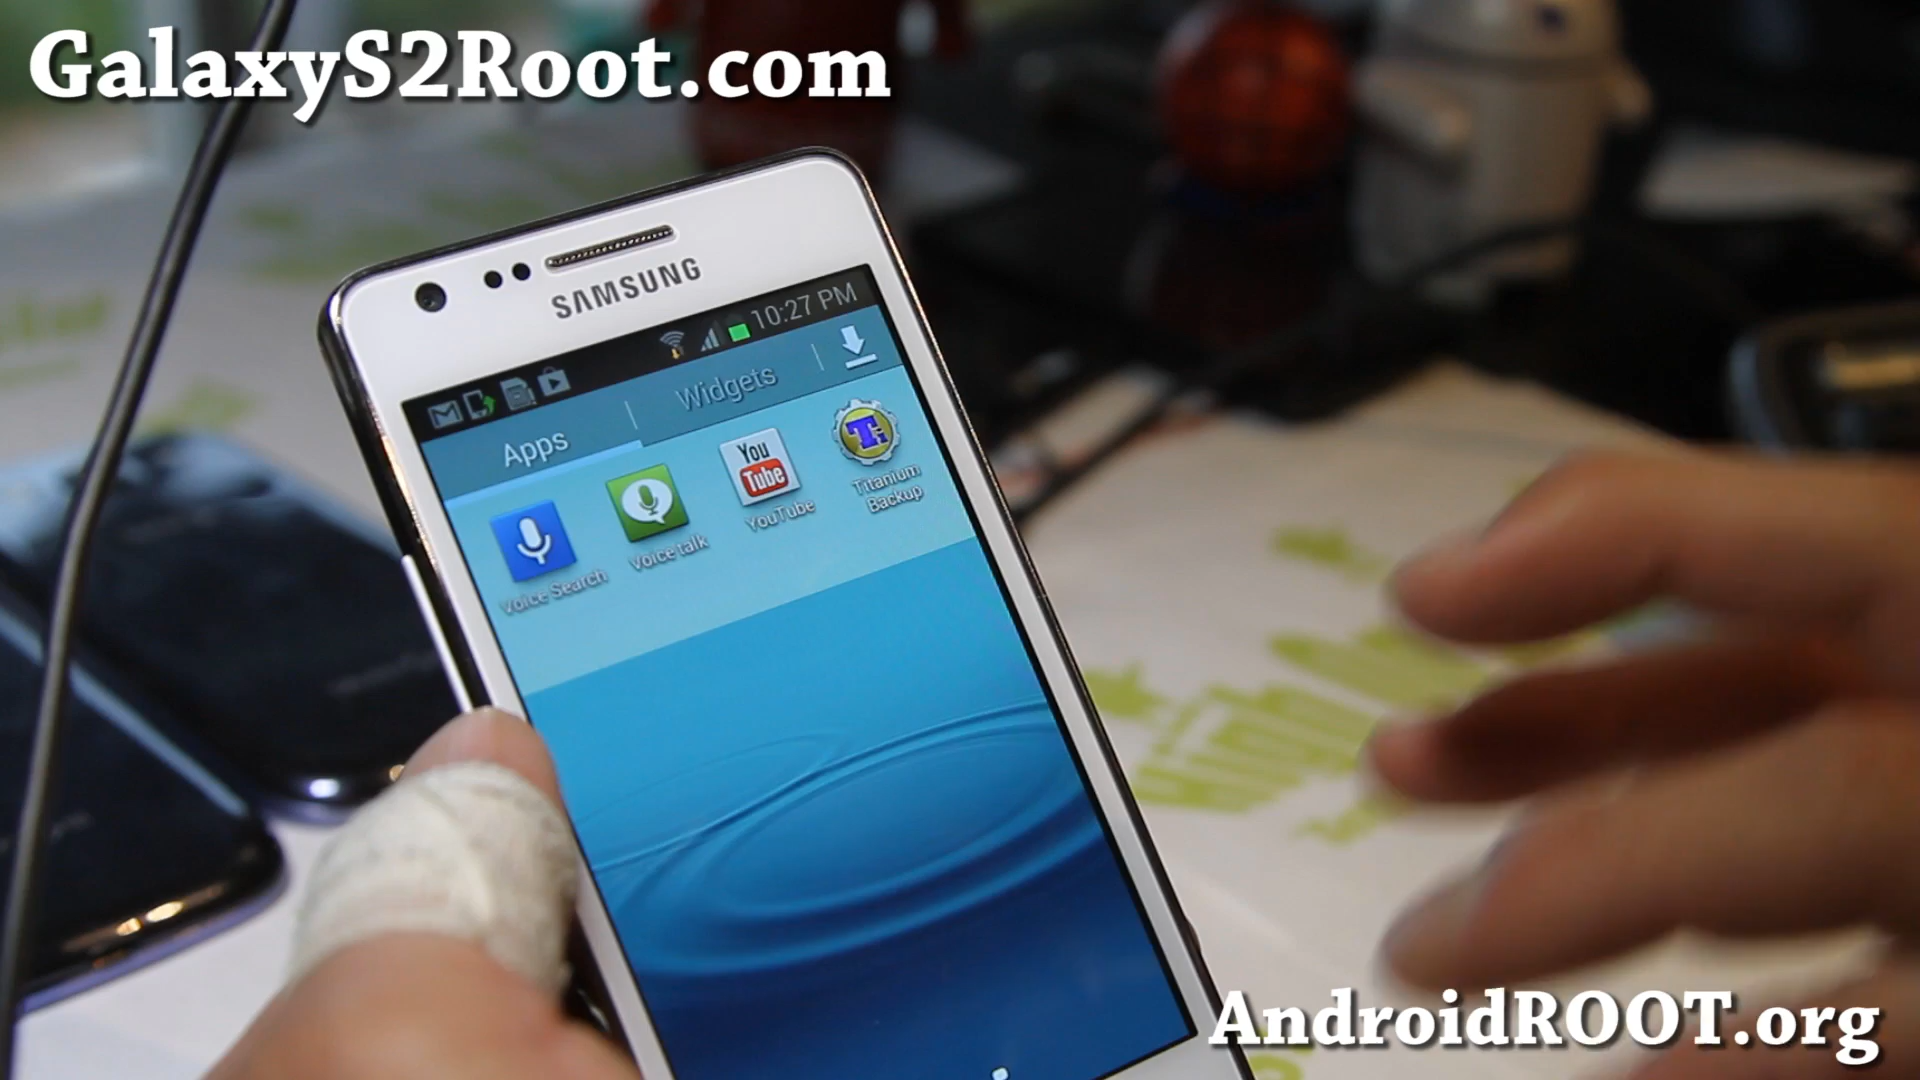 GalaxyS2Root.com
SAMSUNG
10:27 PM
Apps
Widgets
You
Tube
Voice Search
Voice talk
YouTube
Titanium
Backup
AndroidROOT.org